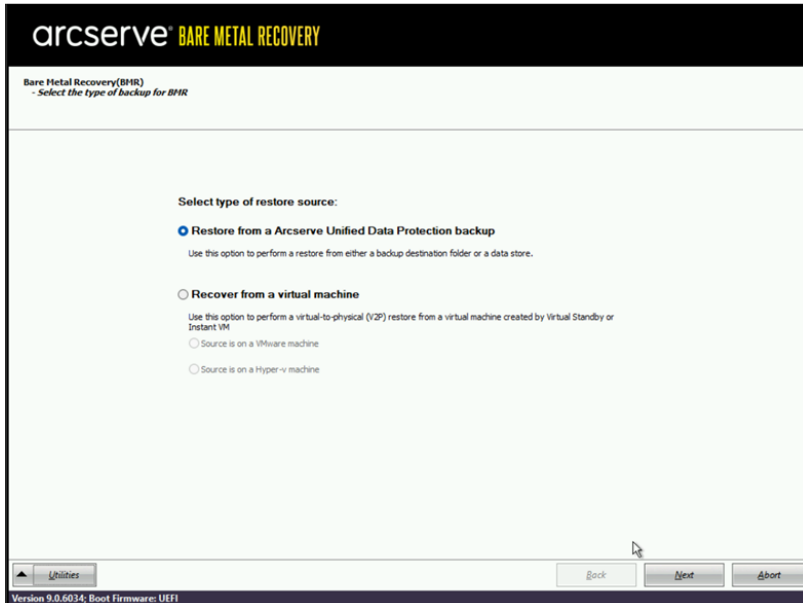 arcserve® BARE METAL RECOVERY
Bare Metal Recovery(BMR)
- Select the type of backup for BMR
Select type of restore source:
Restore from a Arcserve Unified Data Protection backup
Use this option to perform a restore from either a backup destination folder or a data store.
Recover from a virtual machine
Use this option to perform a virtual-to-physical (V2P) restore from a virtual machine created by Virtual Standby or
Instant VM
Source is on a VMware machine
Source is on a Hyper-v machine
Utilities
Back
Next
Abort
Version 9.0.6034; Boot Firmware: UEFI